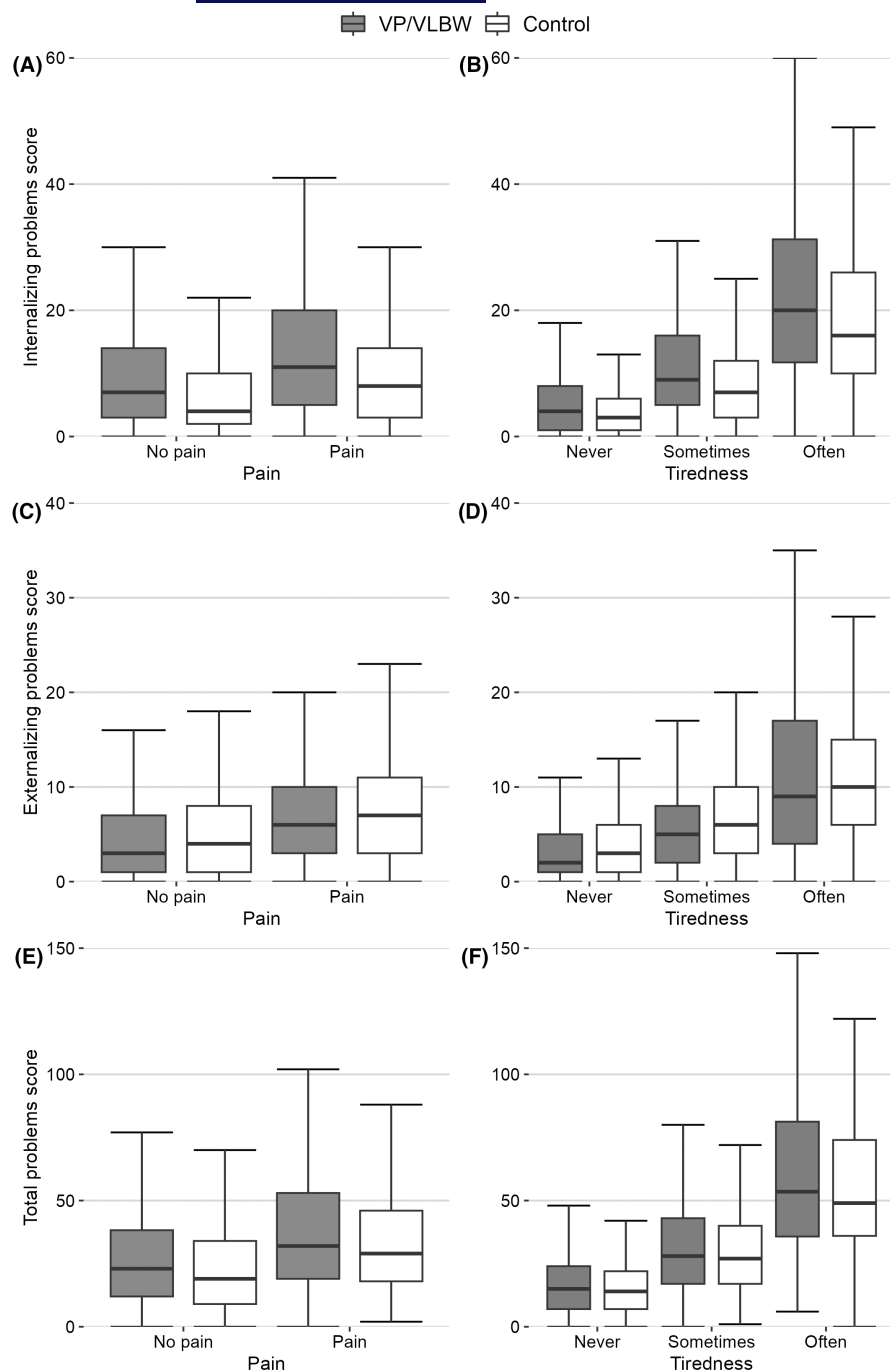 VP/VLBW Control
(A) (B)
Internalizing problems score
60 40 20 0
60 40 20 0
No pain Pain
Never Sometimes Often
Pain
Tiredness
(C) (D)
Externalizing problems score
40 30 20 10 0
40 30 20 10 0
No pain Pain
Never Sometimes Often
Pain
Tiredness
(E) (F)
Total problems score
150 100 50 0
150 100 50 0
No pain Pain
Never Sometimes Often
Pain
Tiredness